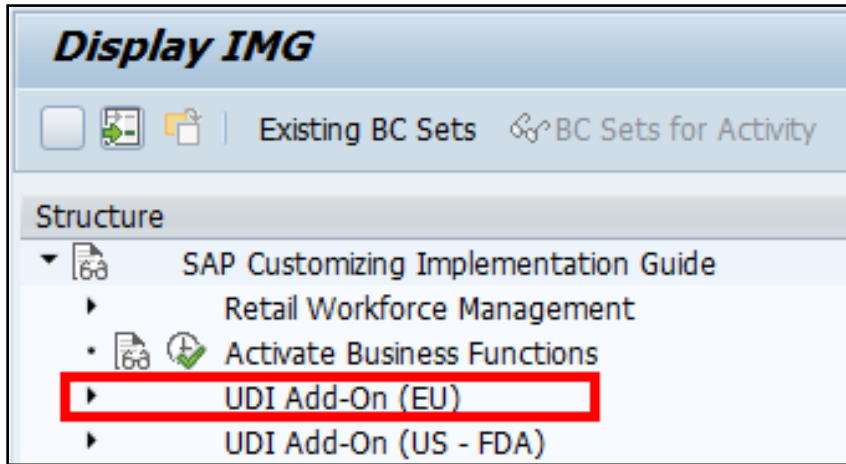 Display IMG
Existing BC Sets BC Sets for Activity
Structure
SAP Customizing Implementation Guide
Retail Workforce Management
Activate Business Functions
UDI Add-On (EU)
UDI Add-On (US - FDA)